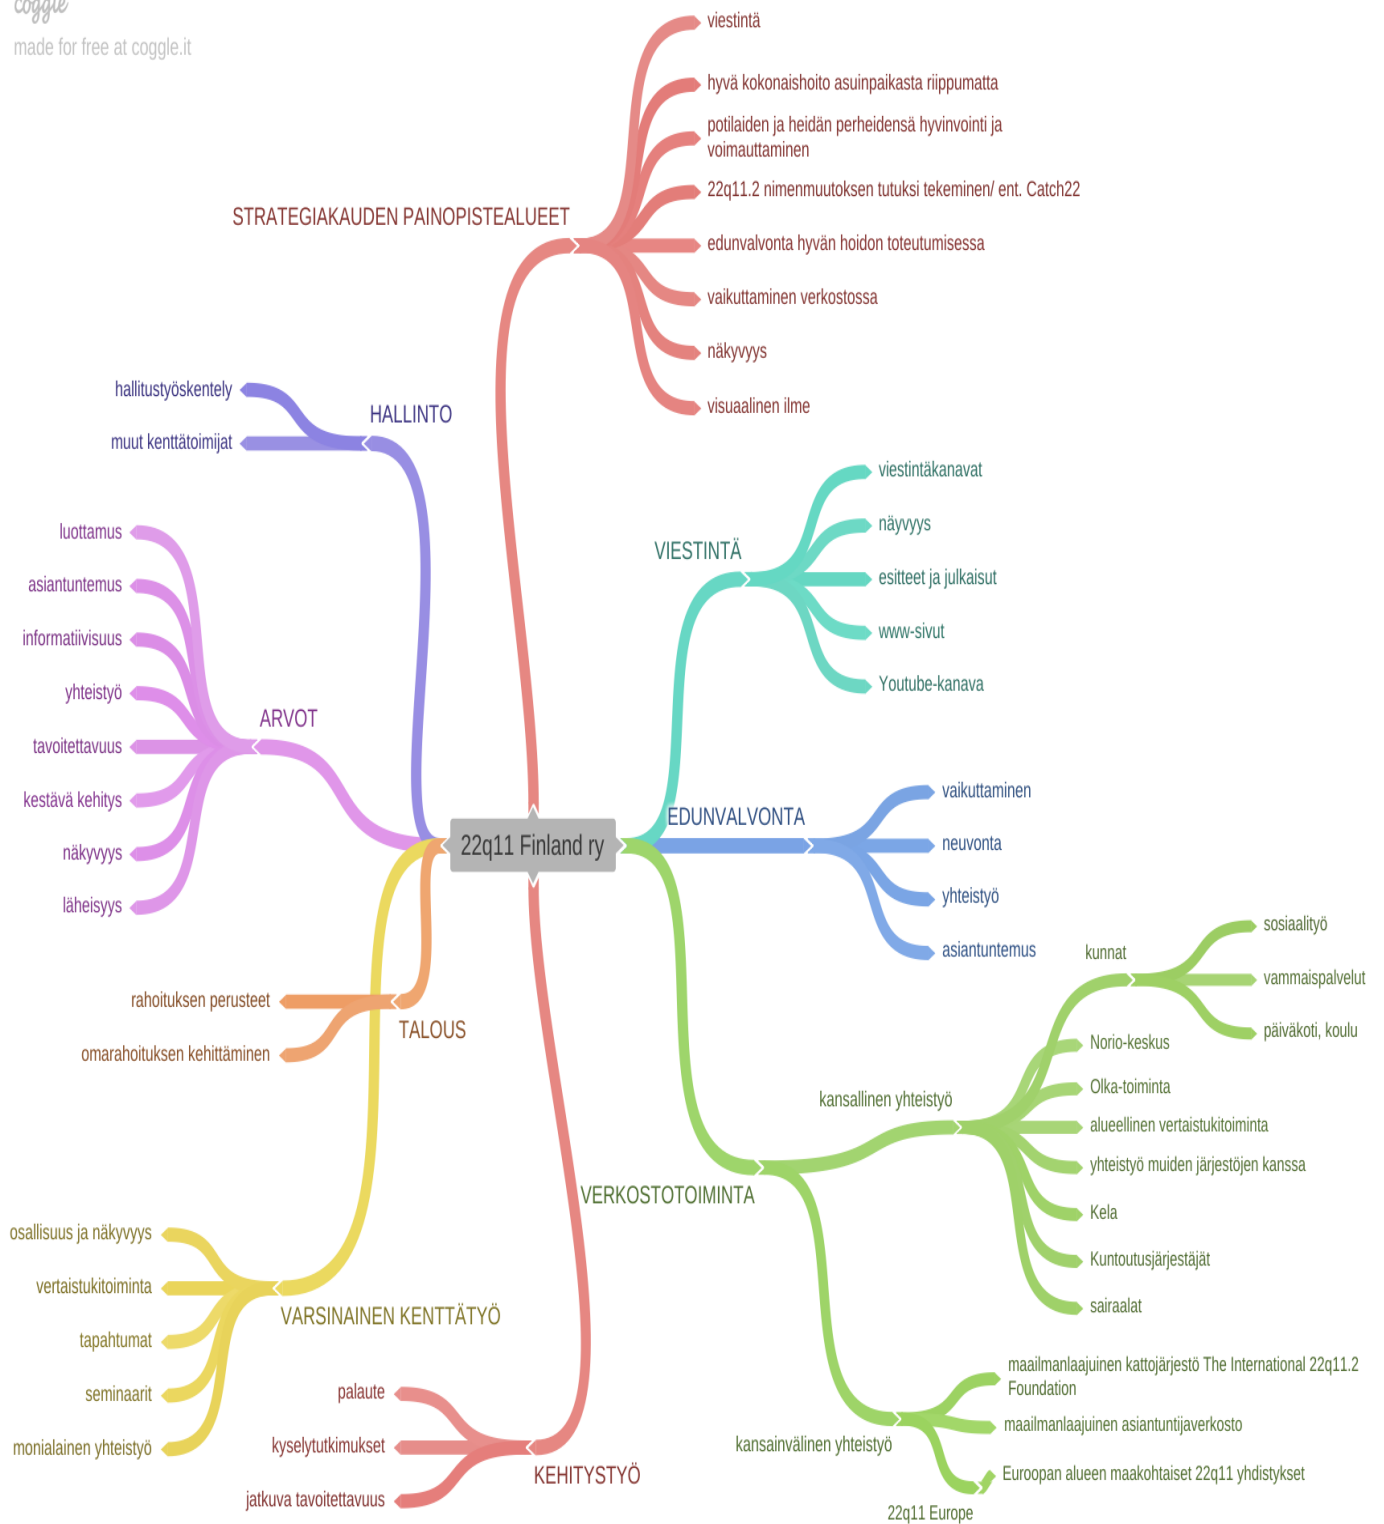 coggle
made for free at coggle.it
STRATEGIAKAUDEN PAINOPISTEALUEET
viestintä
hyvä kokonaishoito asuinpaikasta riippumatta
potilaiden ja heidän perheidensä hyvinvointi ja
voimauttaminen
22q11.2 nimenmuutoksen tutuksi tekeminen/ ent. Catch22
edunvalvonta hyvän hoidon toteutumisessa
vaikuttaminen verkostossa
näkyvyys
visuaalinen ilme
HALLINTO
hallitustyöskentely
muut kenttätoimijat
ARVOT
luottamus
asiantuntemus
informatiivisuus
yhteistyö
tavoitettavuus
kestävä kehitys
näkyvyys
läheisyys
VIESTINTÄ
viestintäkanavat
näyvyys
esitteet ja julkaisut
www-sivut
Youtube-kanava
22q11 Finland ry
EDUNVALVONTA
vaikuttaminen
neuvonta
yhteistyö
asiantuntemus
TALOUS
rahoituksen perusteet
omarahoituksen kehittäminen
VERKOSTOTOIMINTA
kansallinen yhteistyö
kunnat
sosiaalityö
vammaispalvelut
päiväkoti, koulu
Norio-keskus
Olka-toiminta
alueellinen vertaistukitoiminta
yhteistyö muiden järjestöjen kanssa
Kela
Kuntoutusjärjestäjät
sairaalat
kansainvälinen yhteistyö
maailmanlaajuinen kattojärjestö The International 22q11.2
Foundation
maailmanlaajuinen asiantuntijaverkosto
22q11 Europe
Euroopan alueen maakohtaiset 22q11 yhdistykset
VARSINAINEN KENTTÄTYÖ
osallisuus ja näkyvyys
vertaistukitoiminta
tapahtumat
seminaarit
monialainen yhteistyö
KEHITYSTYÖ
palaute
kyselytutkimukset
jatkuva tavoitettavuus